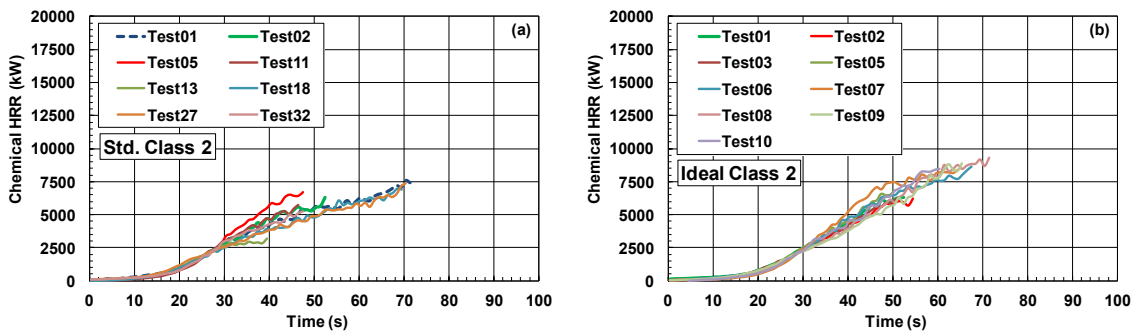 (a)
Chemical HRR (kW)
20000
17500
15000
12500
10000
7500
5000
2500
0
Test01 Test02
Test05 Test11
Test13 Test18
Test27 Test32
Std. Class 2
0 10 20 30 40 50 60 70 80 90 100
Time (s)
(b)
Chemical HRR (kW)
20000
17500
15000
12500
10000
7500
5000
2500
0
Test01 Test02
Test03 Test05
Test06 Test07
Test08 Test09
Test10
Ideal Class 2
0 10 20 30 40 50 60 70 80 90 100
Time (s)